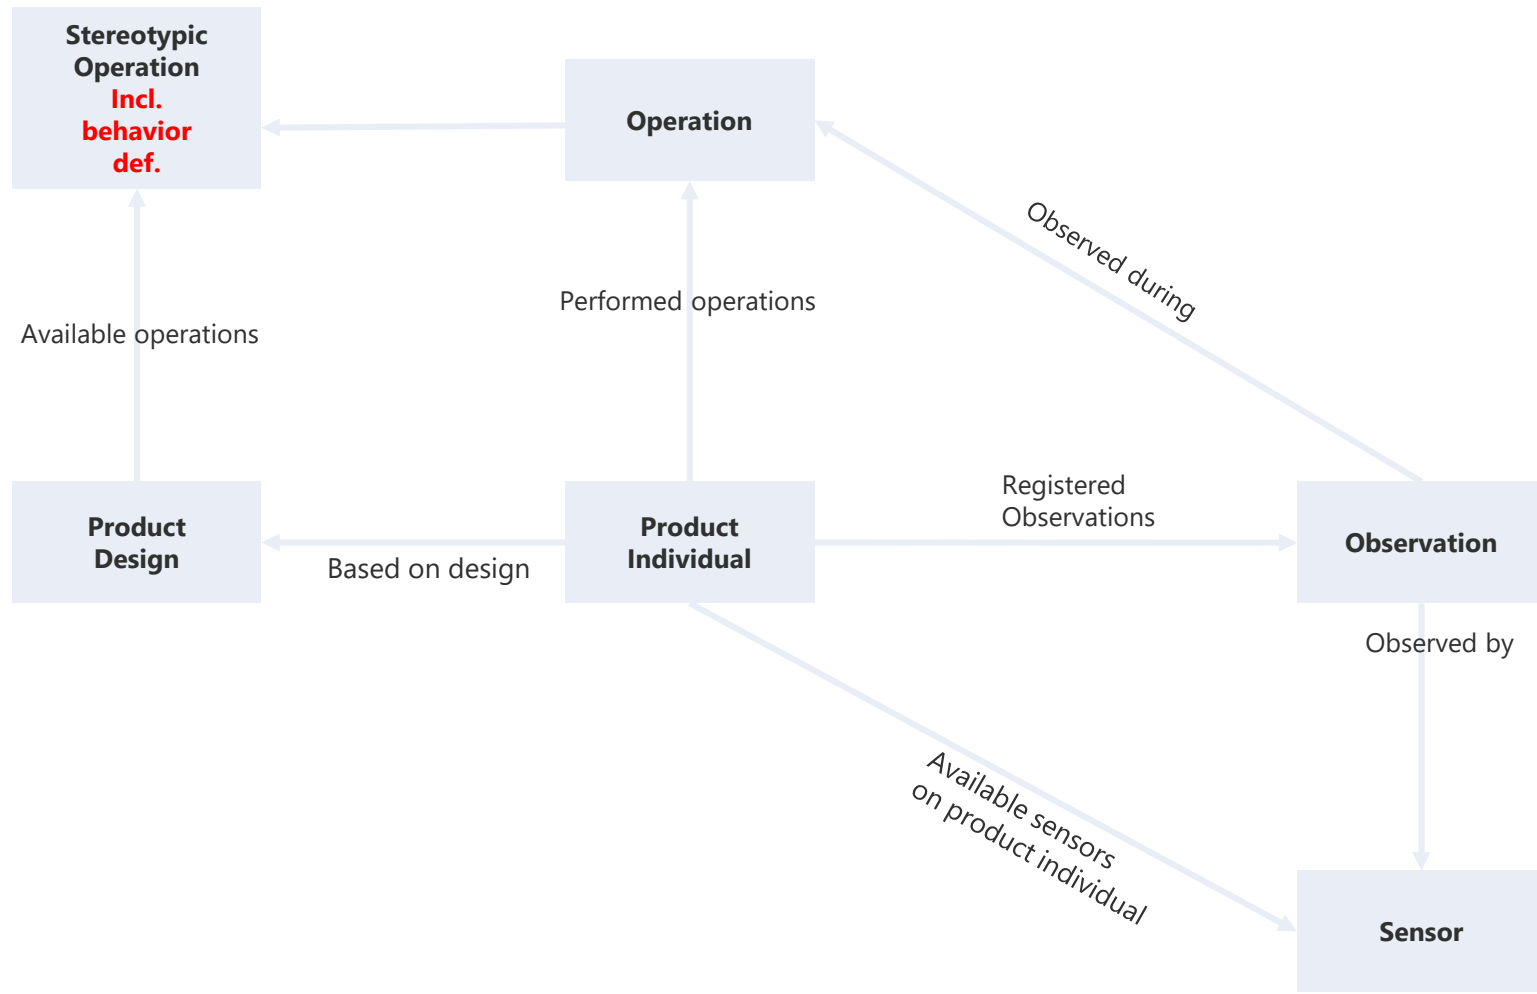 Stereotypic
Operation
Incl.
behavior
def.
Operation
Observed during
Performed operations
Available operations
Registered
Observations
Product
Design
Product
Individual
Observation
Based on design
Observed by
Available sensors
on product individual
Sensor